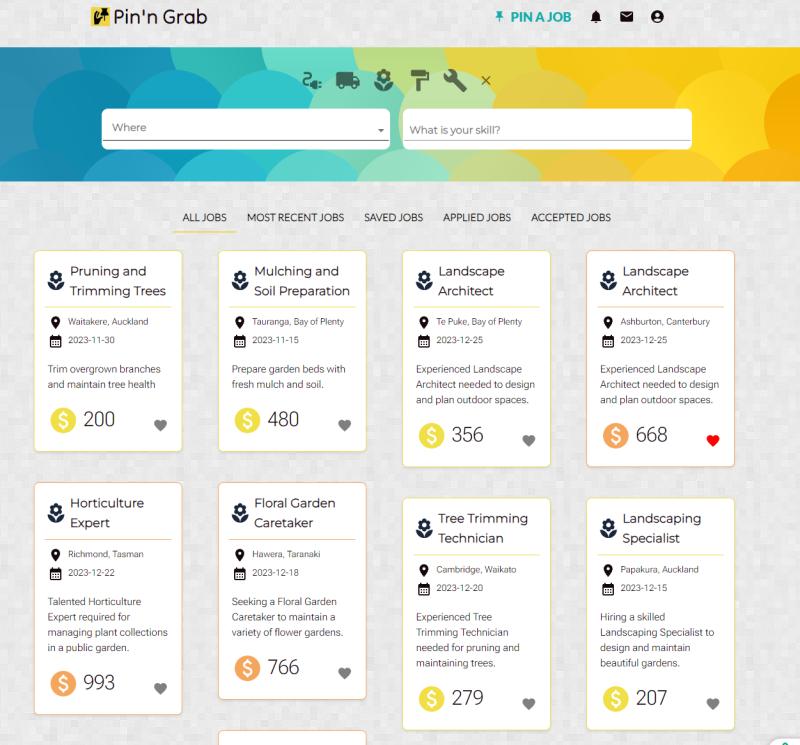 Pin'n Grab
PIN A JOB
Where
What is your skill?
ALL JOBS
MOST RECENT JOBS
SAVED JOBS
APPLIED JOBS
ACCEPTED JOBS
Pruning and
Trimming Trees
Waitakere, Auckland
2023-11-30
Trim overgrown branches
and maintain tree health
$ 200
Mulching and
Soil Preparation
Tauranga, Bay of Plenty
2023-11-15
Prepare garden beds with
fresh mulch and soil.
$ 480
Landscape
Architect
Te Puke, Bay of Plenty
2023-12-25
Experienced Landscape
Architect needed to design
and plan outdoor spaces.
$ 356
Landscape
Architect
Ashburton, Canterbury
2023-12-25
Experienced Landscape
Architect needed to design
and plan outdoor spaces.
$ 668
Horticulture
Expert
Richmond, Tasman
2023-12-22
Talented Horticulture
Expert required for
managing plant collections
in a public garden.
$ 993
Floral Garden
Caretaker
Hawera, Taranaki
2023-12-18
Seeking a Floral Garden
Caretaker to maintain a
variety of flower gardens.
$ 766
Tree Trimming
Technician
Cambridge, Waikato
2023-12-20
Experienced Tree
Trimming Technician
needed for pruning and
maintaining trees.
$ 279
Landscaping
Specialist
Papakura, Auckland
2023-12-15
Hiring a skilled
Landscaping Specialist to
design and maintain
beautiful gardens.
$ 207